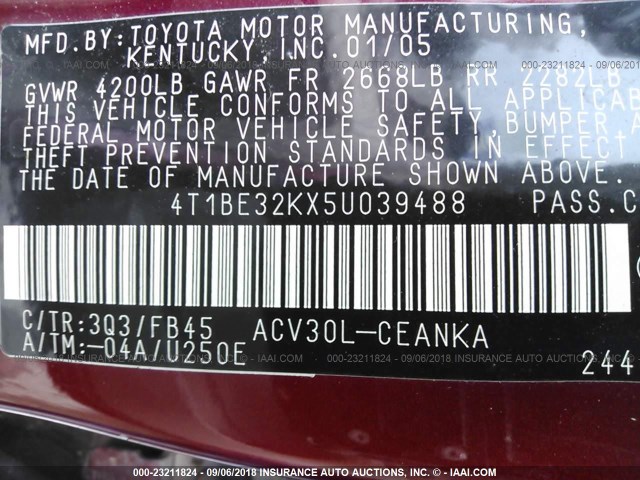 MFD.BY:TOYOTA MOTOR MANUFACTURING,
KENTUCKY, INC. 01/05
GVWR 4200LB GAWR FR 2668LB RR 2282LB
THIS VEHICLE CONFORMS TO ALL APPLICAB
FEDERAL MOTOR VEHICLE SAFETY,BUMPER,A
THEFT PREVENTION STANDARDS IN EFFECT
THE DATE OF MANUFACTURE SHOWN ABOVE.
4T1BE32KX5U039488 PASS.C
C/TR:3Q3/FB45 ACV30L-CEANKA
A/TM:-04A/U250E
244
000-23211824 - 09/06/2018 INSURANCE AUTO AUCTIONS, INC. - IAAI.COM